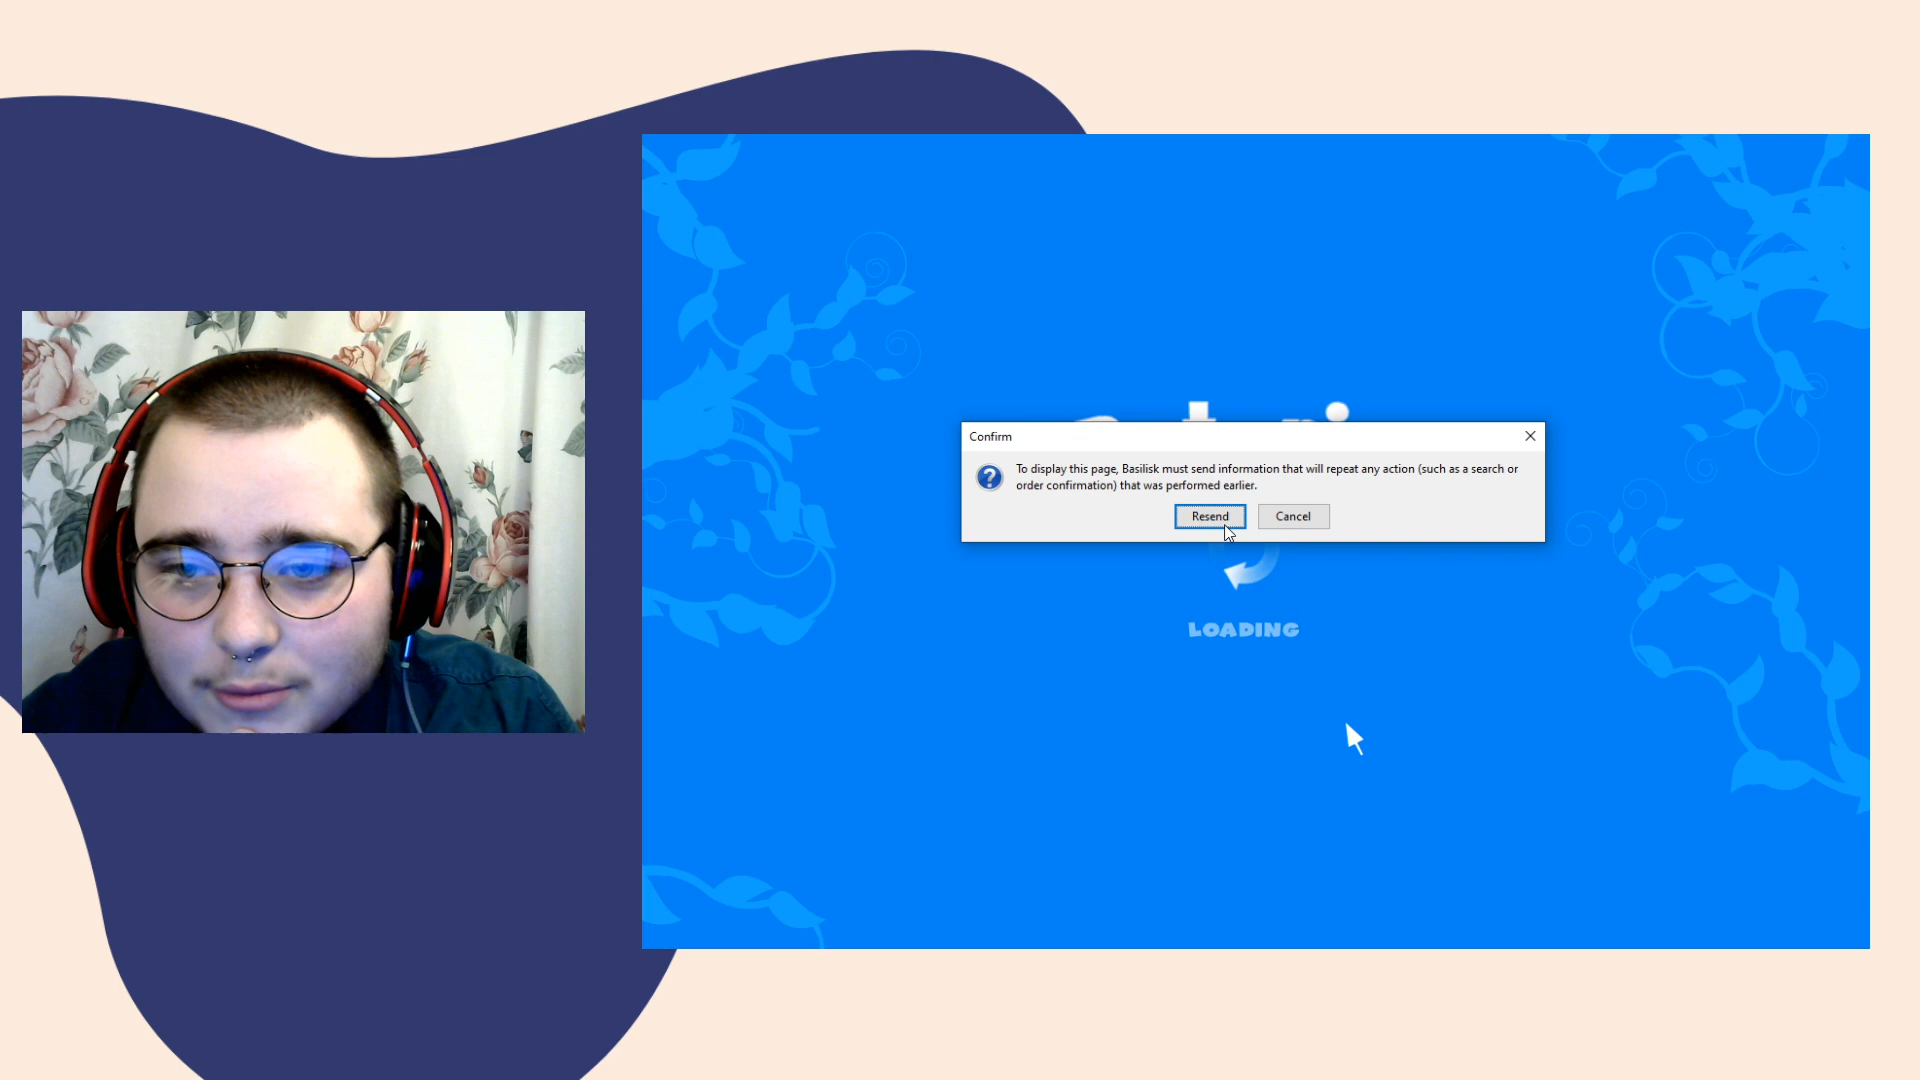 Confirm
To display this page, Basilisk must send information that will repeat any action (such as a search or
order confirmation) that was performed earlier.
Resend
Cancel
LOADING